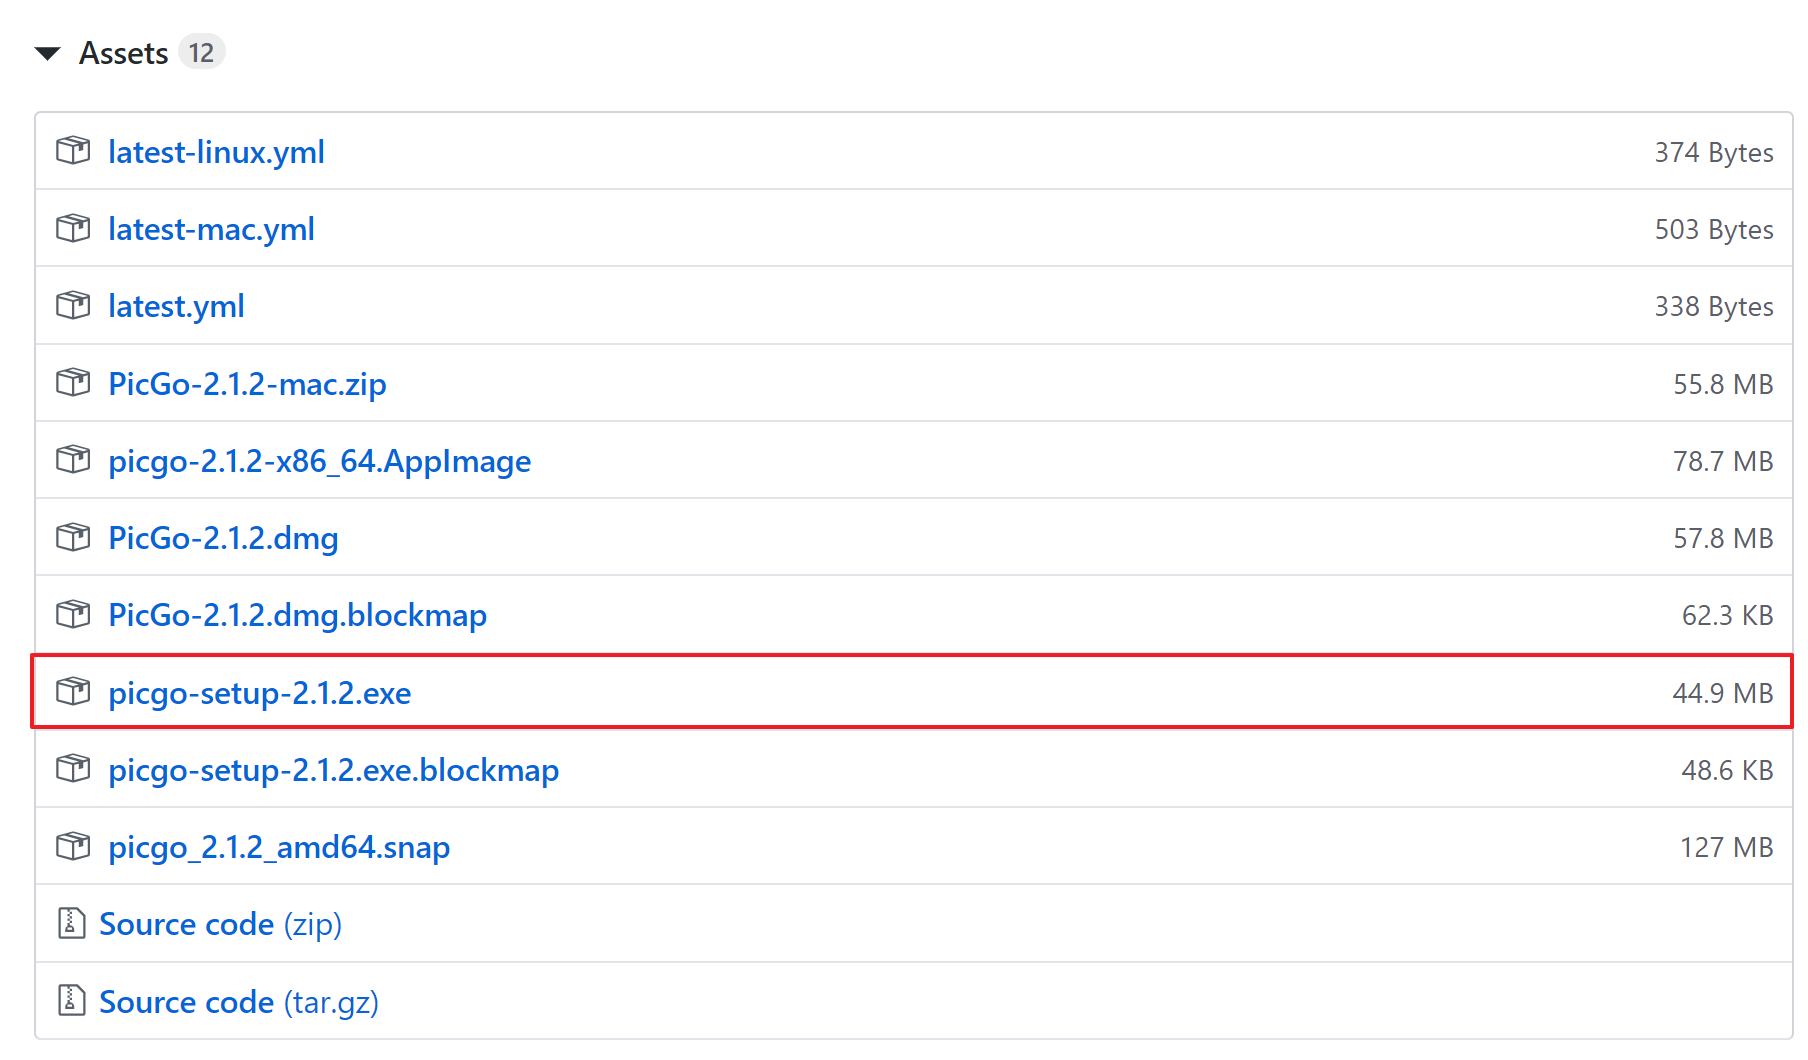 Assets 12
latest-linux.yml 374 Bytes
latest-mac.yml 503 Bytes
latest.yml 338 Bytes
PicGo-2.1.2-mac.zip 55.8 MB
picgo-2.1.2-x86_64.AppImage 78.7 MB
PicGo-2.1.2.dmg 57.8 MB
PicGo-2.1.2.dmg.blockmap 62.3 KB
picgo-setup-2.1.2.exe 44.9 MB
picgo-setup-2.1.2.exe.blockmap 48.6 KB
picgo_2.1.2_amd64.snap 127 MB
Source code (zip)
Source code (tar.gz)